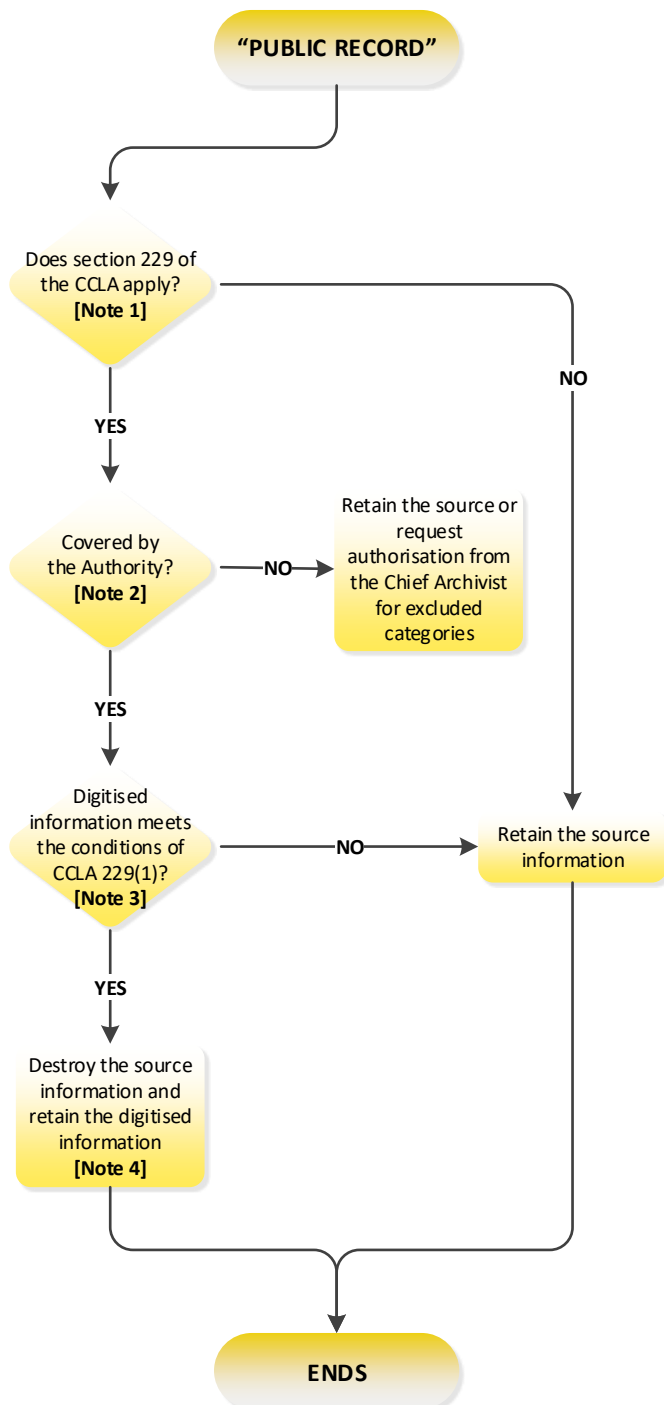 “PUBLIC RECORD”
Does section 229 of
the CCLA apply?
[Note 1]
NO
YES
Covered by
the Authority?
[Note 2]
NO
Retain the source or
request
authorisation from
the Chief Archivist
for excluded
categories
YES
Digitised
information meets
the conditions of
CCLA 229(1)?
[Note 3]
NO
Retain the source
information
YES
Destroy the source
information and
retain the digitised
information
[Note 4]
ENDS